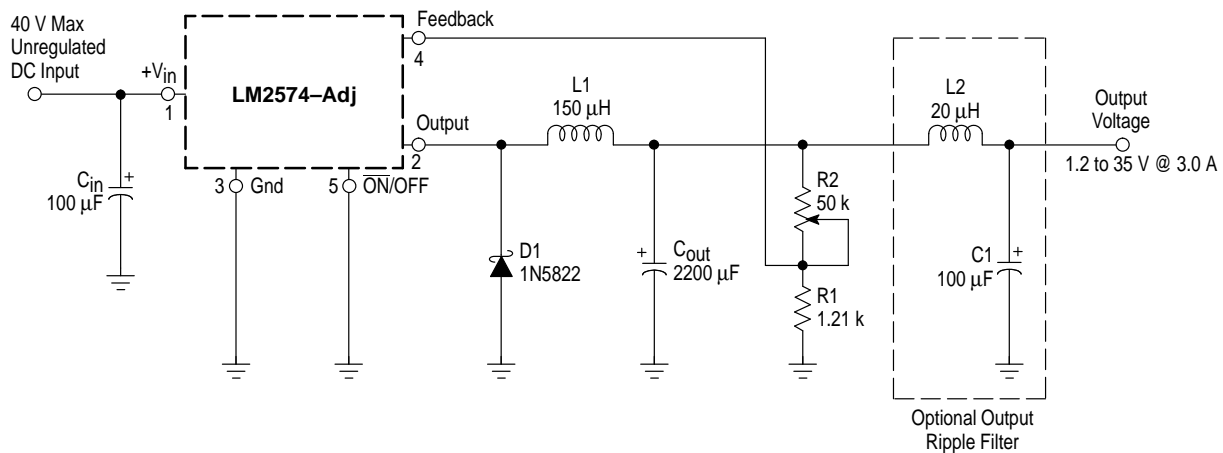 40 V Max
Unregulated
DC Input
+Vin
1
LM2574–Adj
Feedback
4
Output
2
3 Gnd
5 ON/OFF
Cin
100 µF
+
L1
150 µH
D1
1N5822
+
Cout
2200 µF
R2
50 k
R1
1.21 k
L2
20 µH
+
C1
100 µF
Output
Voltage
1.2 to 35 V @ 3.0 A
Optional Output
Ripple Filter